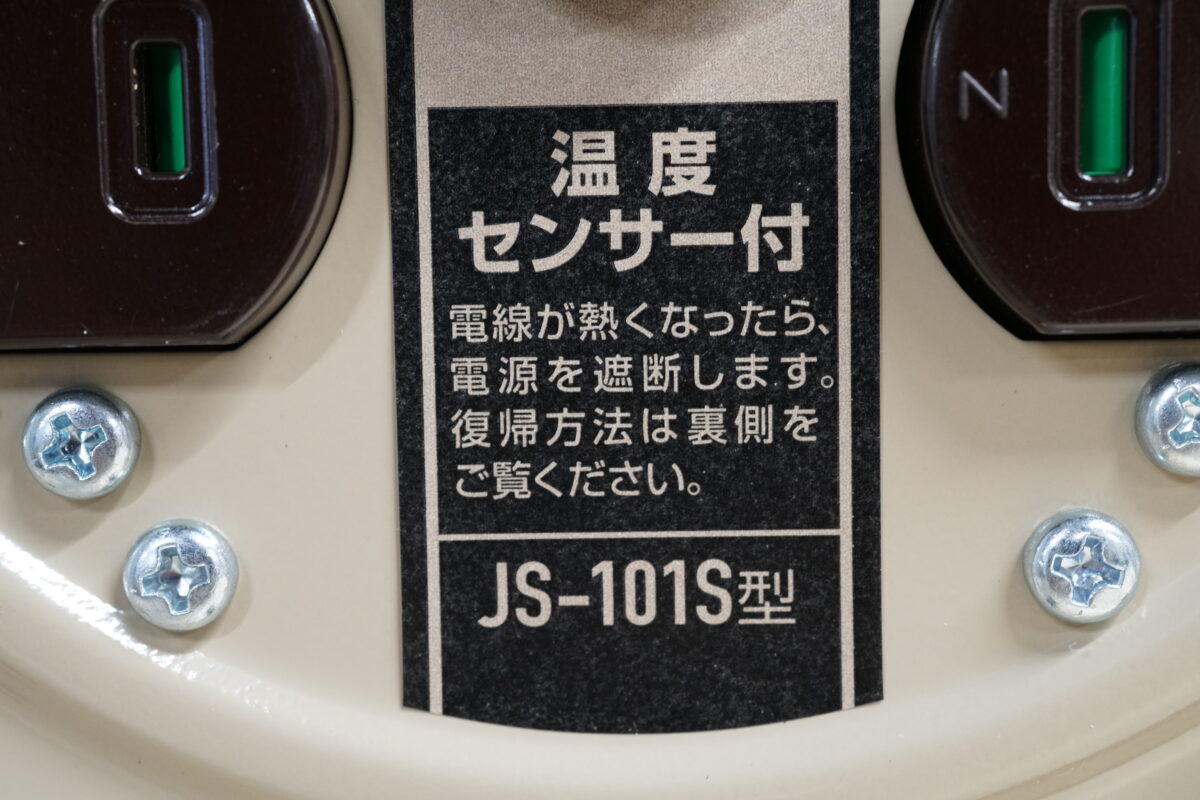 温度
センサー付
電線が熱くなったら、
電源を遮断します。
復帰方法は裏側を
ご覧ください。
JS-101S型
N